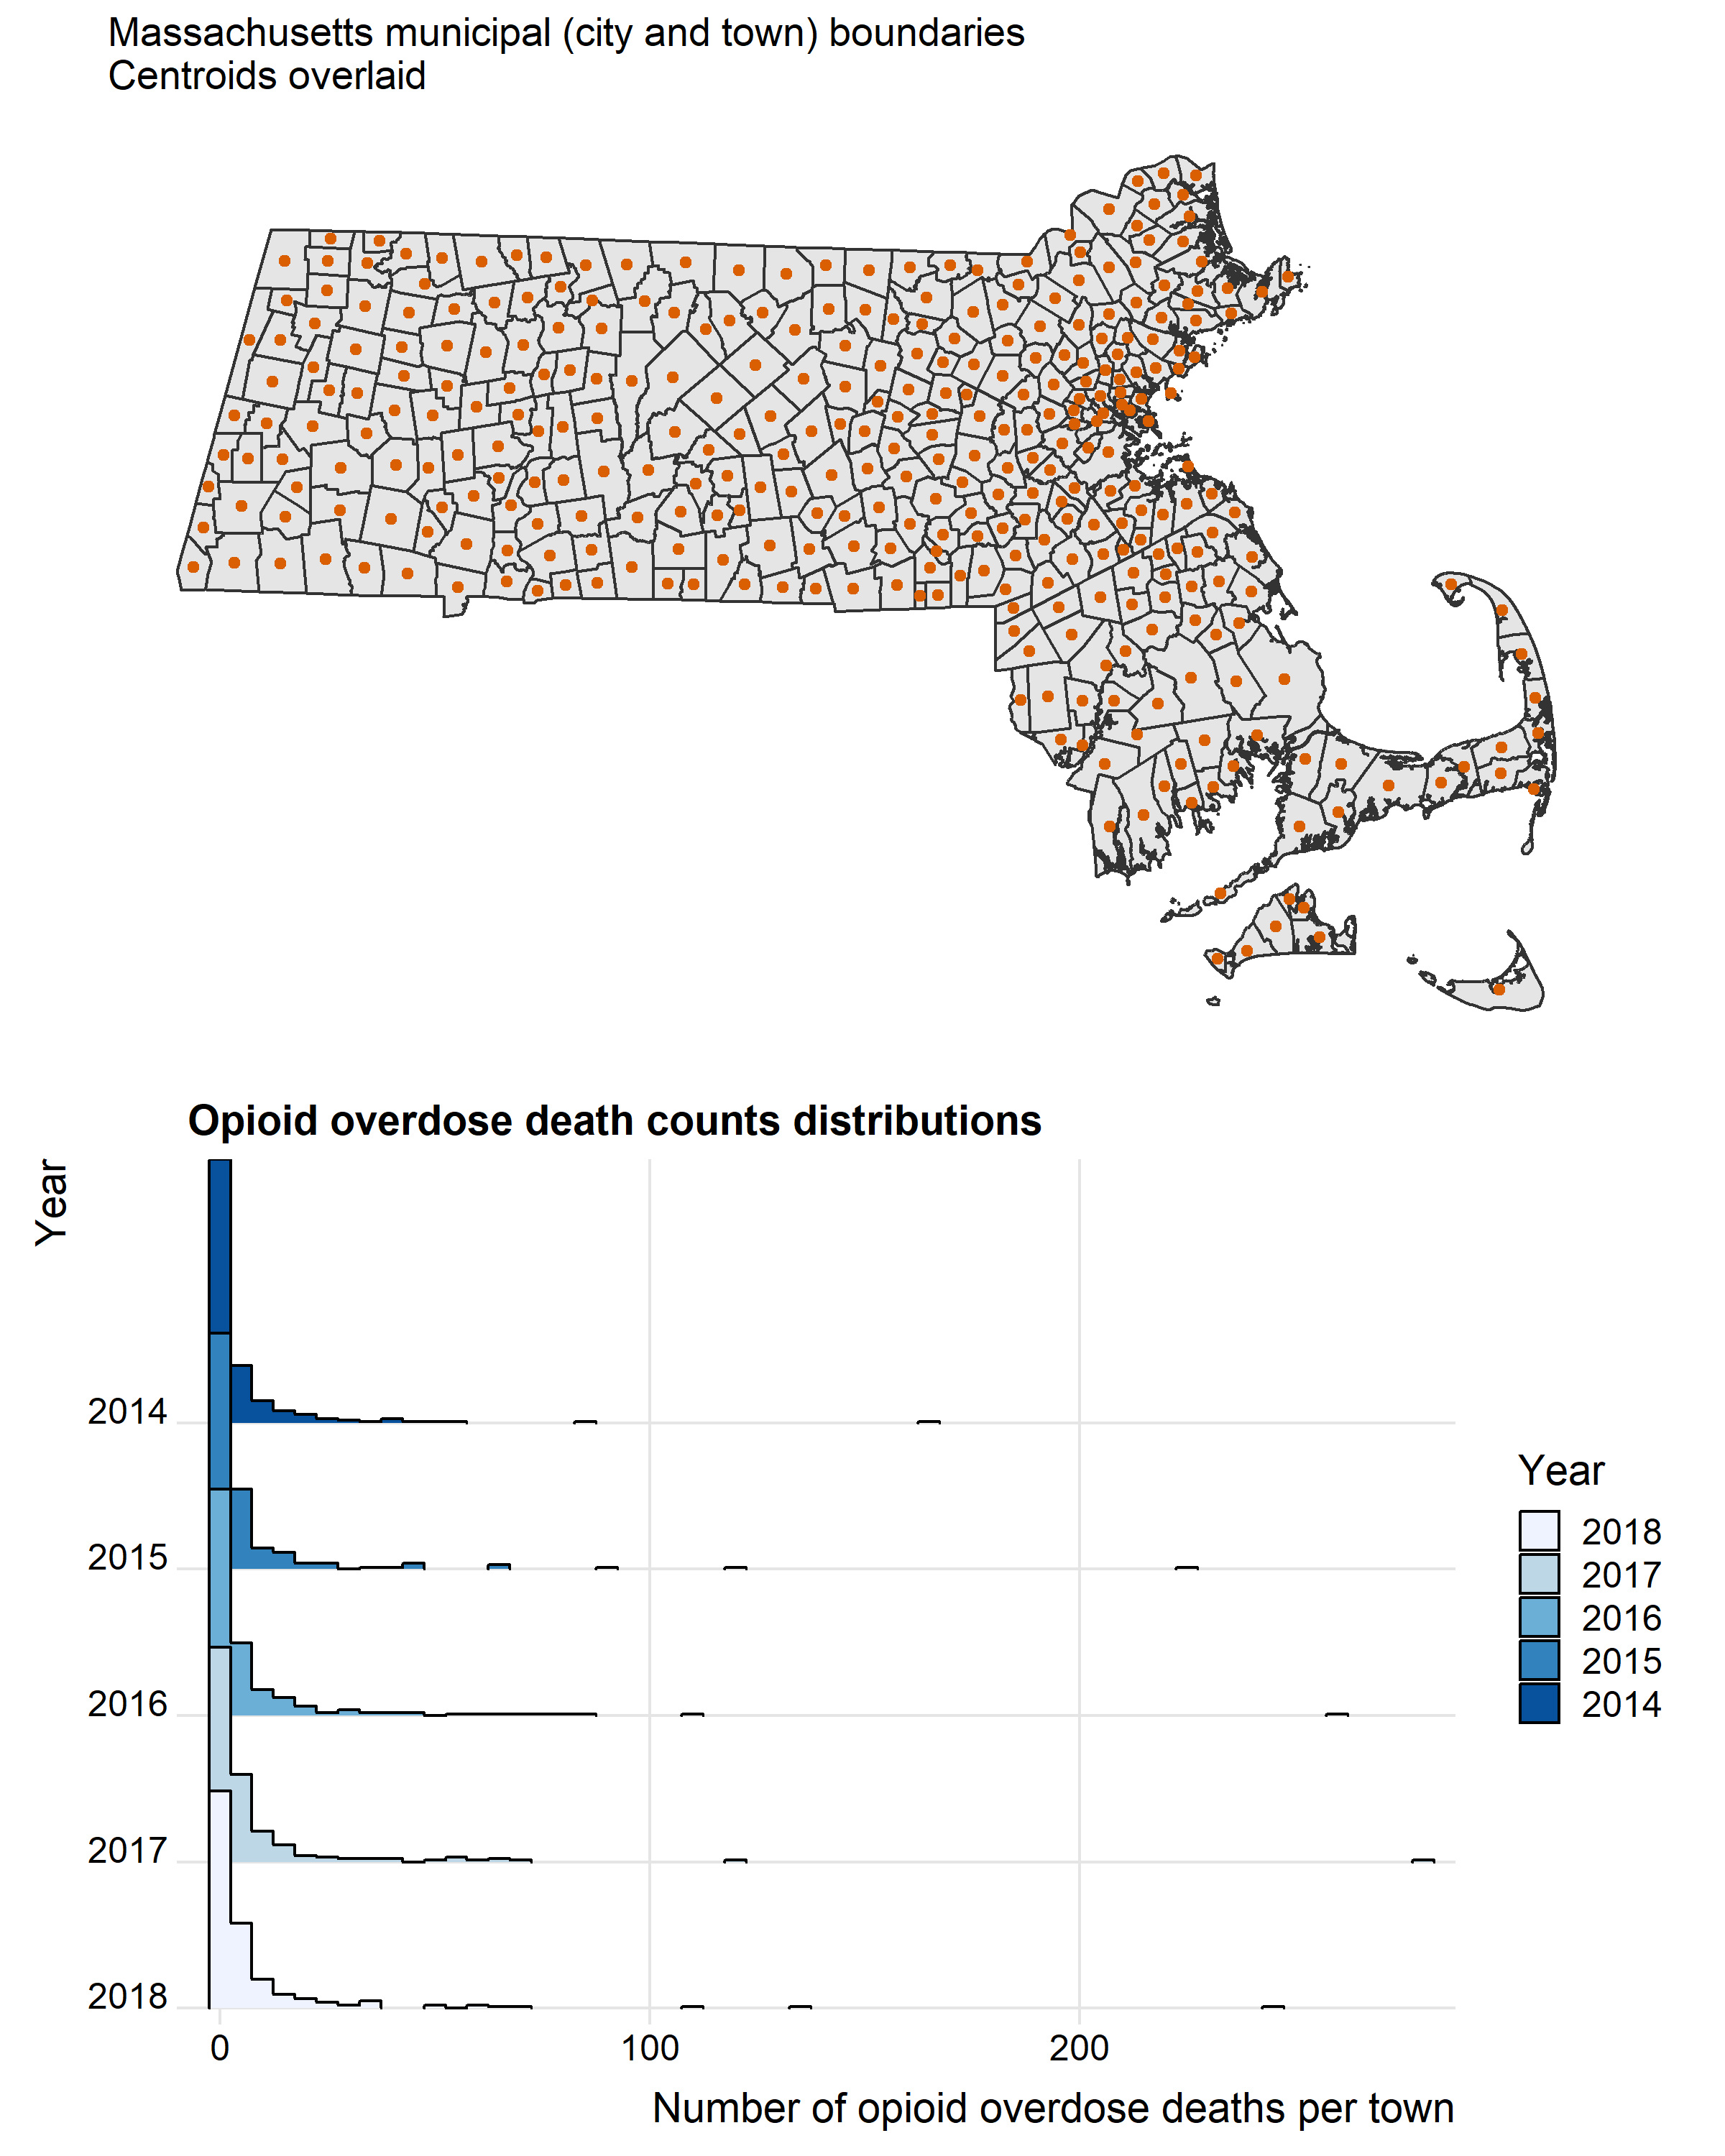 Massachusetts municipal (city and town) boundaries
Centroids overlaid
Opioid overdose death counts distributions
Year
2014
2015
2016
2017
2018
0
100
200
Number of opioid overdose deaths per town
Year
2018
2017
2016
2015
2014